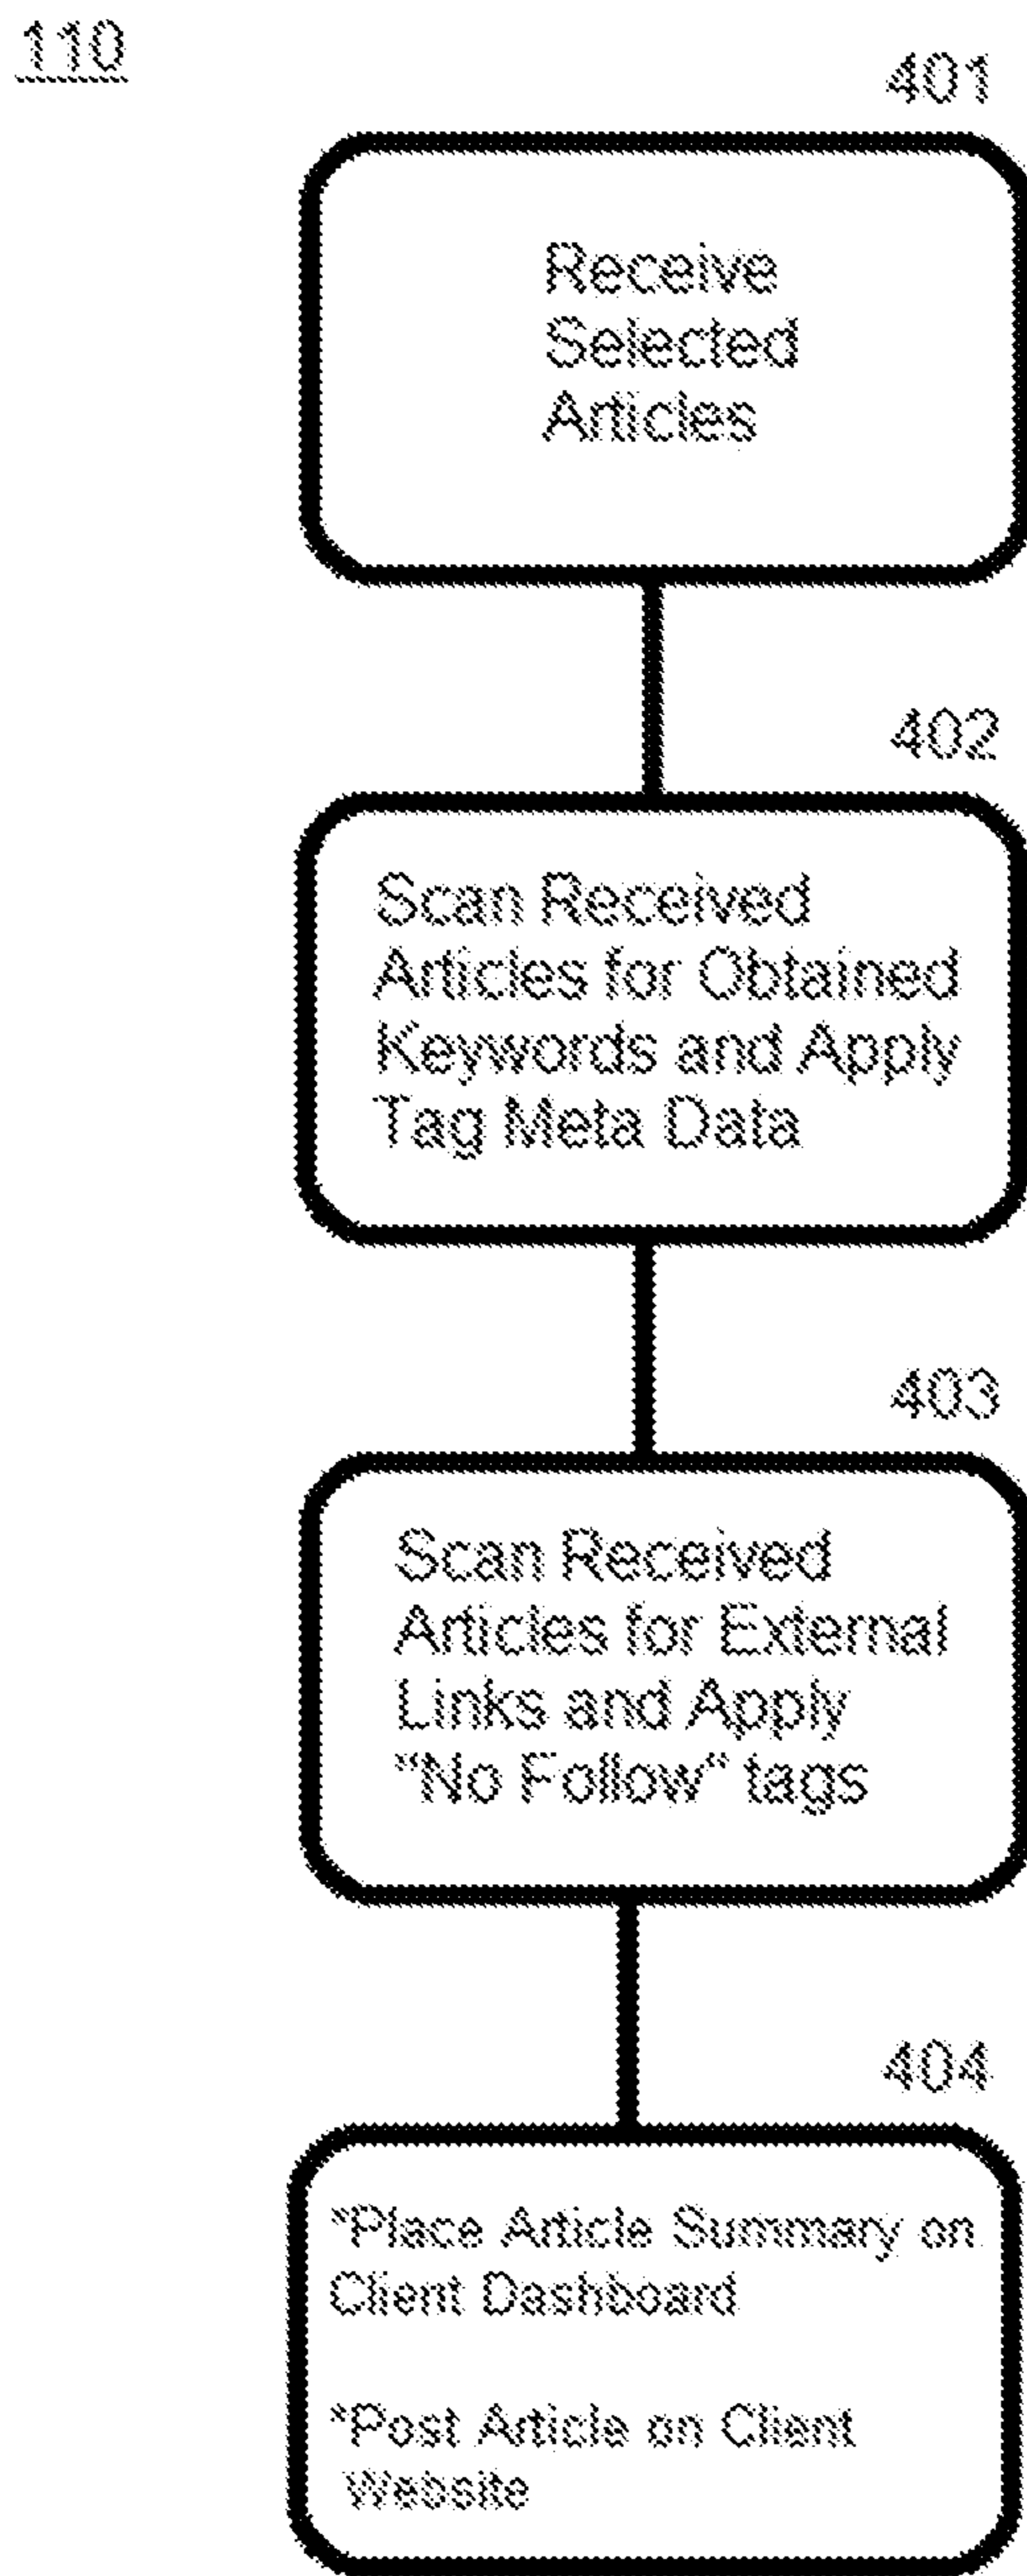 110
401
Receive
Selected
Articles
402
Scan Received
Articles for Obtained
Keywords and Apply
Tag Meta Data
403
Scan Received
Articles for External
Links and Apply
"No Follow" tags
404
*Place Article Summary on
Client Dashboard
*Post Article on Client
Website